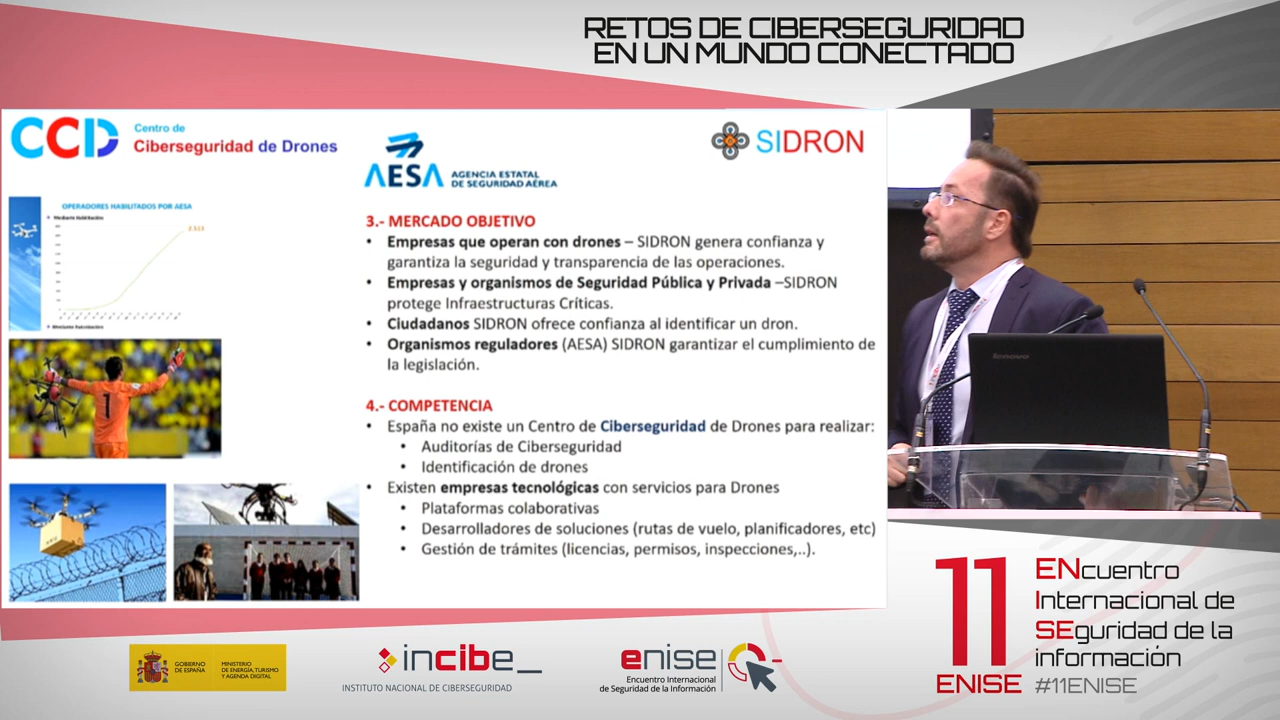 RETOS DE CIBERSEGURIDAD
EN UN MUNDO CONECTADO
CCD
Centro de
Ciberseguridad de Drones
AESA
AGENCIA ESTATAL
DE SEGURIDAD AÉREA
SIDRON
OPERADORES HABILITADOS POR AESA
Mediante habilitación
2.513
3.- MERCADO OBJETIVO
• Empresas que operan con drones – SIDRON genera confianza y
garantiza la seguridad y transparencia de las operaciones.
• Empresas y organismos de Seguridad Pública y Privada –SIDRON
protege Infraestructuras Críticas.
• Ciudadanos SIDRON ofrece confianza al identificar un dron.
• Organismos reguladores (AESA) SIDRON garantizar el cumplimiento de
la legislación.
4.- COMPETENCIA
• España no existe un Centro de Ciberseguridad de Drones para realizar:
• Auditorías de Ciberseguridad
• Identificación de drones
• Existen empresas tecnológicas con servicios para Drones
• Plataformas colaborativas
• Desarrolladores de soluciones (rutas de vuelo, planificadores, etc)
• Gestión de trámites (licencias, permisos, inspecciones,..).
1
lenovo
11
ENISE
ENcuentro
Internacional de
SEguridad de la
información
#11ENISE
GOBIERNO
DE ESPAÑA
MINISTERIO
DE ENERGÍA, TURISMO
Y AGENDA DIGITAL
incibe_
INSTITUTO NACIONAL DE CIBERSEGURIDAD
enise
Encuentro Internacional
de Seguridad de la Información